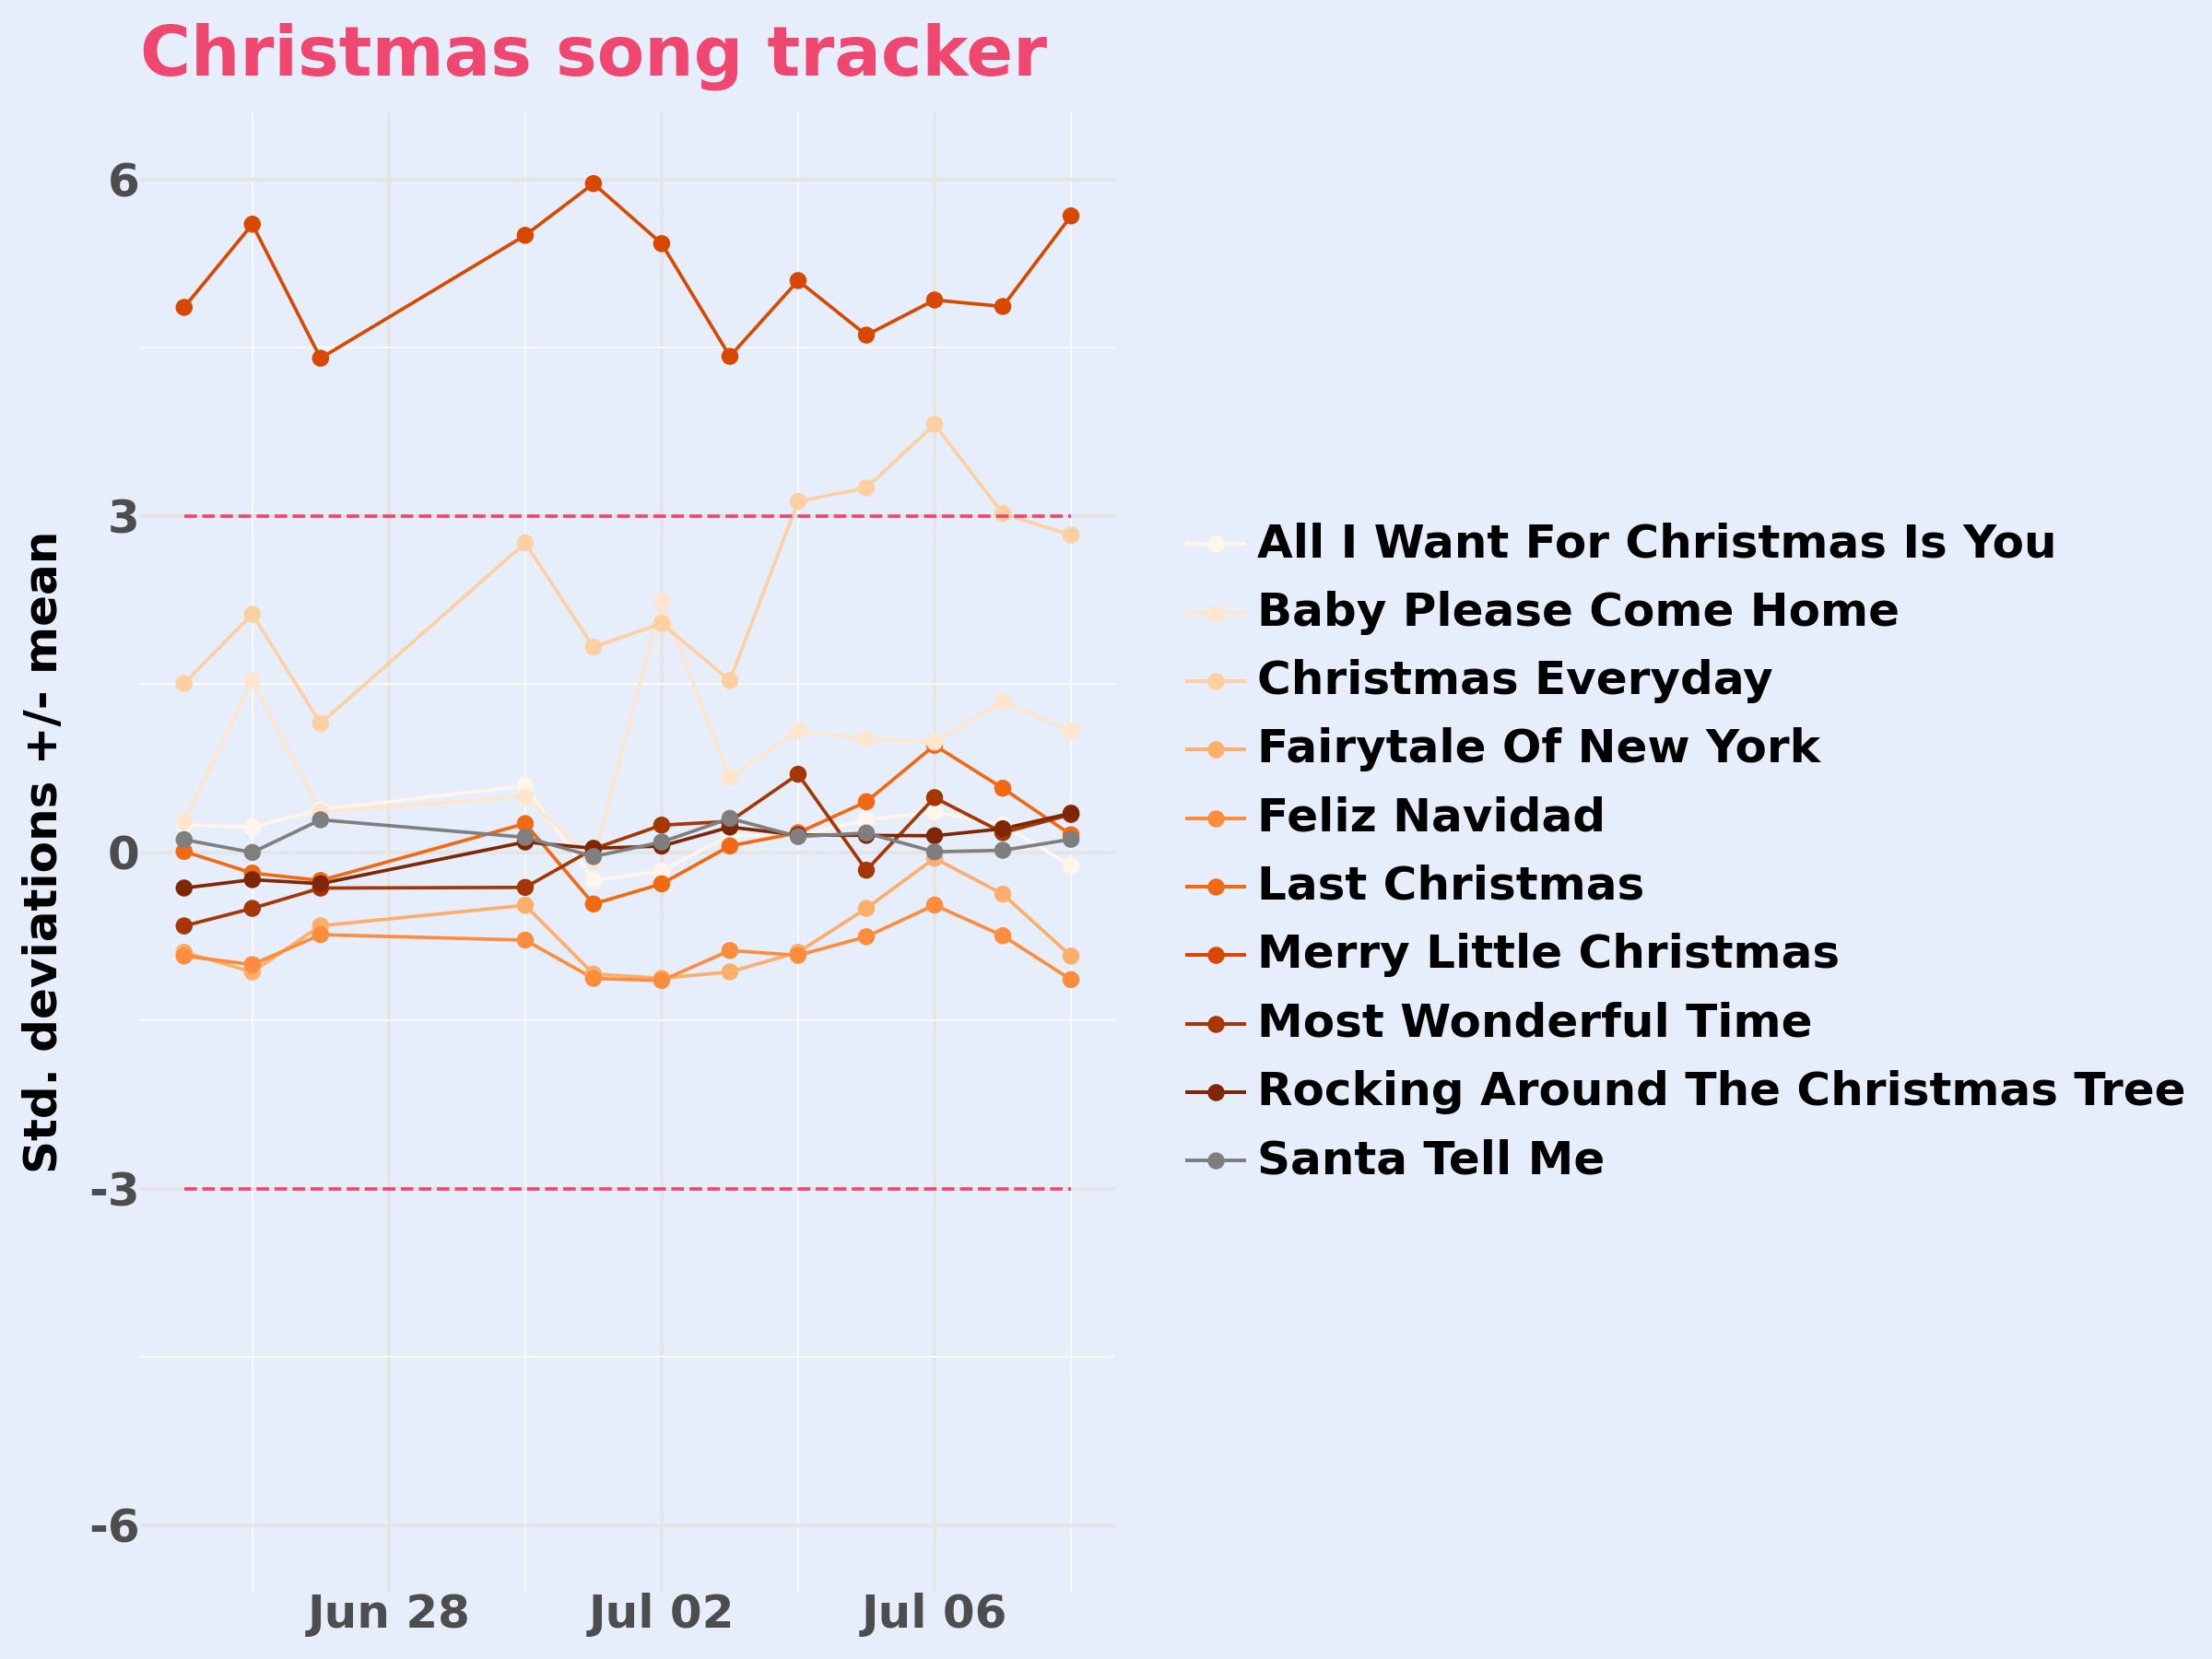 Christmas song tracker
Std. deviations +/- mean
6
3
0
-3
-6
Jun 28
Jul 02
Jul 06
All I Want For Christmas Is You
Baby Please Come Home
Christmas Everyday
Fairytale Of New York
Feliz Navidad
Last Christmas
Merry Little Christmas
Most Wonderful Time
Rocking Around The Christmas Tree
Santa Tell Me